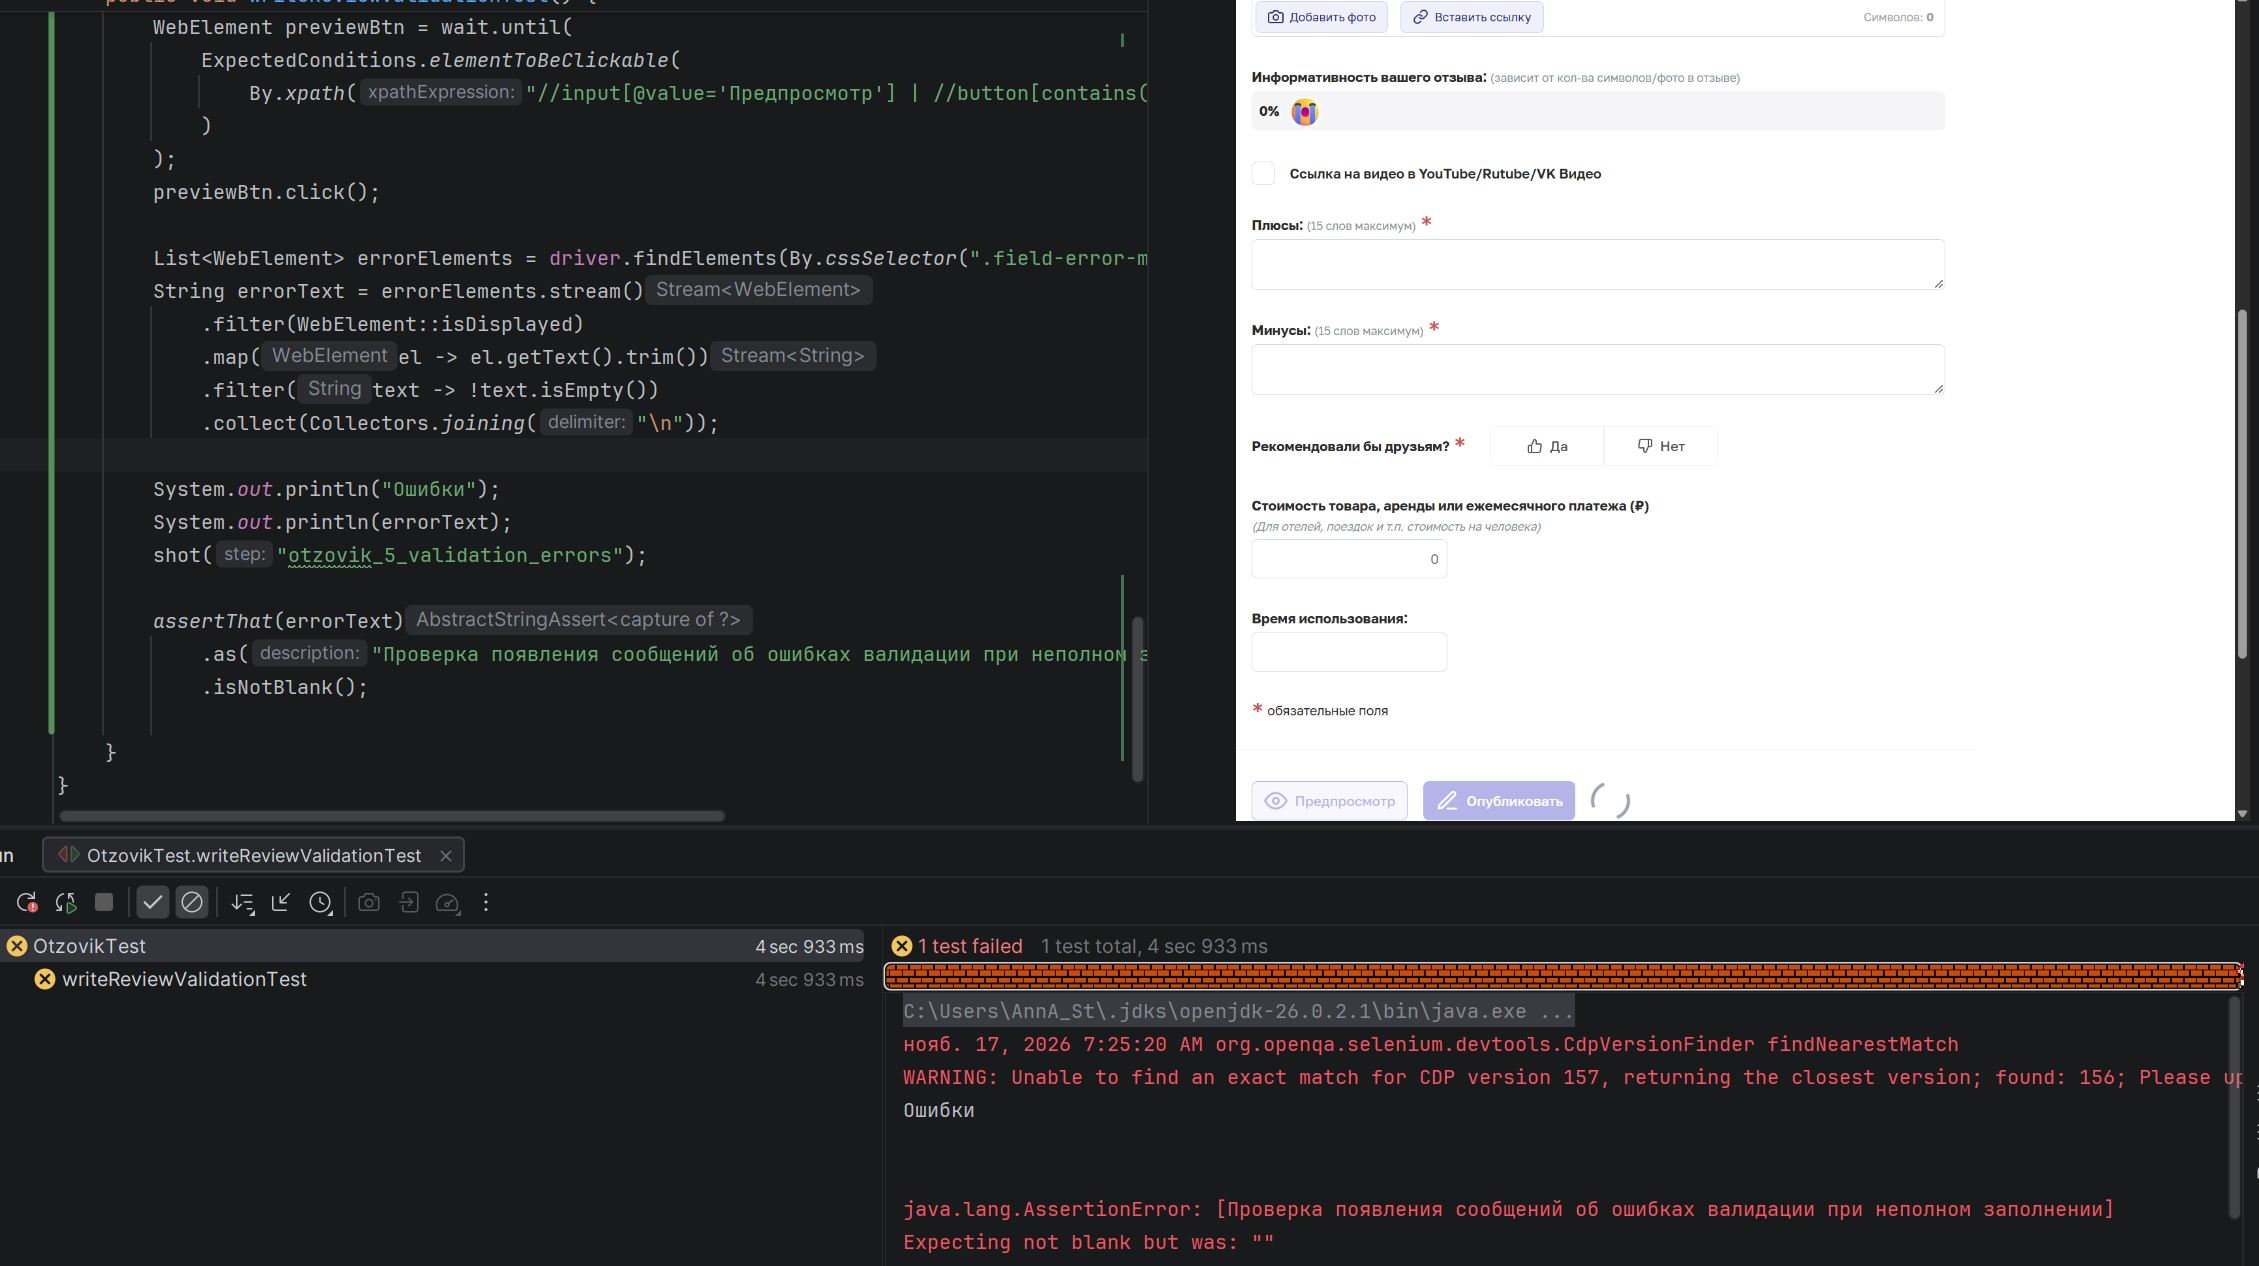 WebElement previewBtn = wait.until(
ExpectedConditions.elementToBeClickable(
By.xpath( xpathExpression: "//input[@value='Предпросмотр'] | //button[contains(
)
);
previewBtn.click();
List<WebElement> errorElements = driver.findElements(By.cssSelector(".field-error-m
String errorText = errorElements.stream() Stream<WebElement>
.filter(WebElement::isDisplayed)
.map( WebElement el -> el.getText().trim()) Stream<String>
.filter( String text -> !text.isEmpty())
.collect(Collectors.joining( delimiter: "\n"));
System.out.println("Ошибки");
System.out.println(errorText);
shot( step: "otzovik_5_validation_errors");
assertThat(errorText) AbstractStringAssert<capture of ?>
.as( description: "Проверка появления сообщений об ошибках валидации при неполном з
.isNotBlank();
}
}
Добавить фото
Вставить ссылку
Символов: 0
Информативность вашего отзыва: (зависит от кол-ва символов/фото в отзыве)
0%
Ссылка на видео в YouTube/Rutube/VK Видео
Плюсы: (15 слов максимум) *
Минусы: (15 слов максимум) *
Рекомендовали бы друзьям? *
Да
Нет
Стоимость товара, аренды или ежемесячного платежа (₽)
(Для отелей, поездок и т.п. стоимость на человека)
0
Время использования:
* обязательные поля
Предпросмотр
Опубликовать
OtzovikTest.writeReviewValidationTest
OtzovikTest 4 sec 933 ms
writeReviewValidationTest 4 sec 933 ms
1 test failed 1 test total, 4 sec 933 ms
C:\Users\AnnA_St\.jdks\openjdk-26.0.2.1\bin\java.exe ...
нояб. 17, 2026 7:25:20 AM org.openqa.selenium.devtools.CdpVersionFinder findNearestMatch
WARNING: Unable to find an exact match for CDP version 157, returning the closest version; found: 156; Please up
Ошибки
java.lang.AssertionError: [Проверка появления сообщений об ошибках валидации при неполном заполнении]
Expecting not blank but was: ""